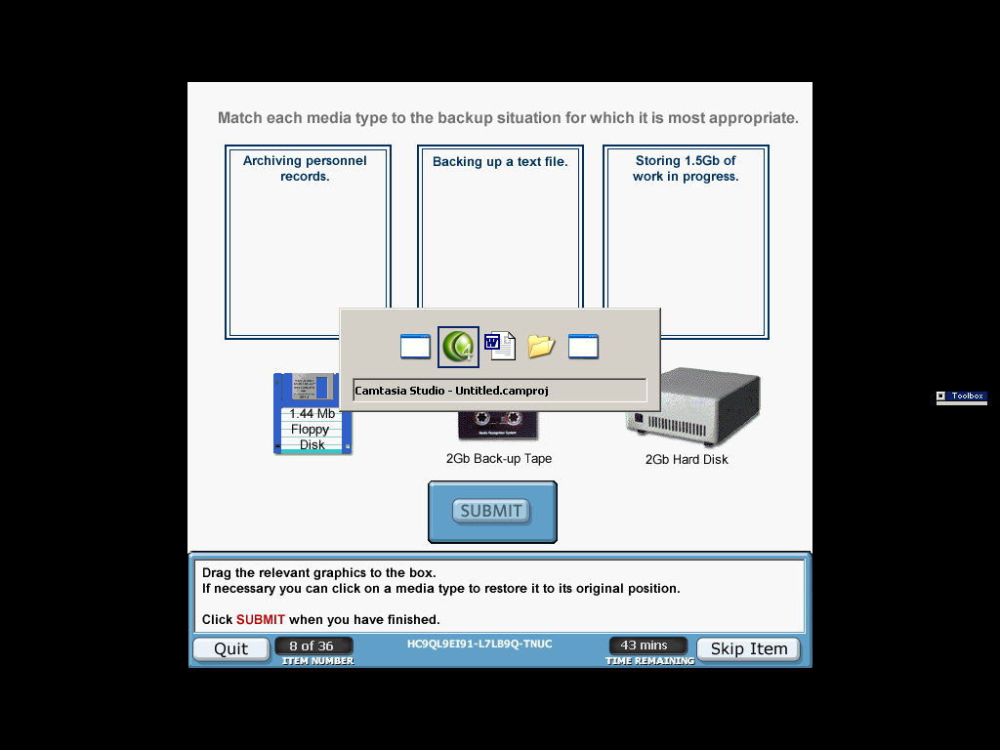 Match each media type to the backup situation for which it is most appropriate.
Archiving personnel
records.
Backing up a text file.
Storing 1.5Gb of
work in progress.
W
4
Camtasia Studio - Untitled.camproj
Toolbox
1.44 Mb
Floppy
Disk
2Gb Back-up Tape
2Gb Hard Disk
SUBMIT
Drag the relevant graphics to the box.
If necessary you can click on a media type to restore it to its original position.
Click SUBMIT when you have finished.
Quit
8 of 36
ITEM NUMBER
HC9QL9EI91-L7LB9Q-TNUC
43 mins
TIME REMAINING
Skip Item